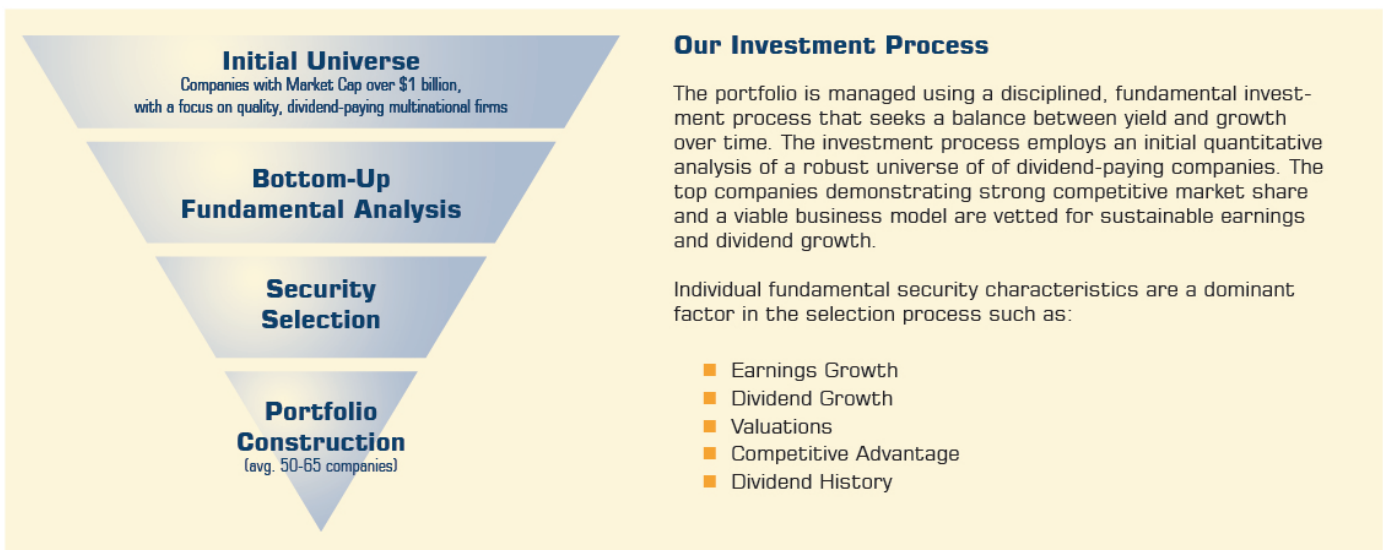 Initial Universe
Companies with Market Cap over $1 billion,
with a focus on quality, dividend-paying multinational firms
Bottom-Up
Fundamental Analysis
Security
Selection
Portfolio
Construction
(avg. 50-65 companies)
Our Investment Process
The portfolio is managed using a disciplined, fundamental invest-
ment process that seeks a balance between yield and growth
over time. The investment process employs an initial quantitative
analysis of a robust universe of of dividend-paying companies. The
top companies demonstrating strong competitive market share
and a viable business model are vetted for sustainable earnings
and dividend growth.
Individual fundamental security characteristics are a dominant
factor in the selection process such as:
Earnings Growth
Dividend Growth
Valuations
Competitive Advantage
Dividend History